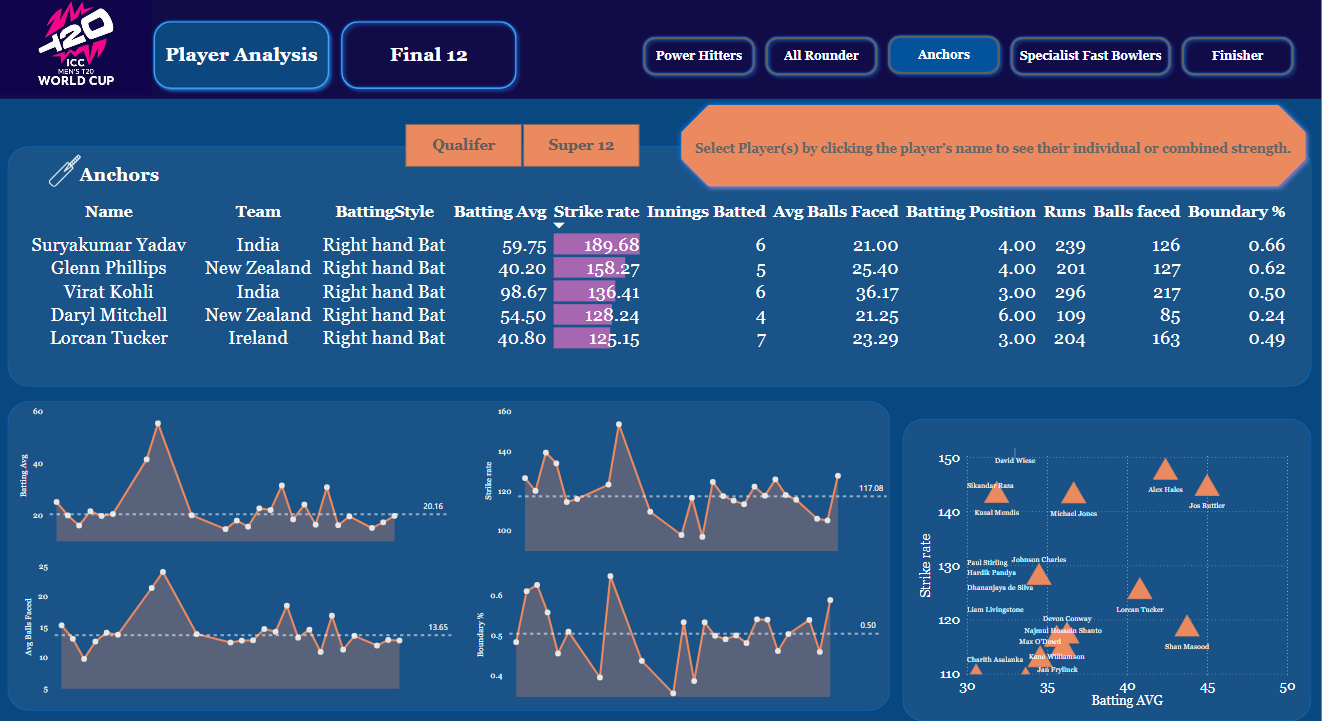 T20
ICC
MEN'S T20
WORLD CUP
Player Analysis
Final 12
Power Hitters
All Rounder
Anchors
Specialist Fast Bowlers
Finisher
Qualifer
Super 12
Select Player(s) by clicking the player's name to see their individual or combined strength.
Anchors
Name Team BattingStyle Batting Avg Strike rate Innings Batted Avg Balls Faced Batting Position Runs Balls faced Boundary %
Suryakumar Yadav India Right hand Bat 59.75 189.68 6 21.00 4.00 239 126 0.66
Glenn Phillips New Zealand Right hand Bat 40.20 158.27 5 25.40 4.00 201 127 0.62
Virat Kohli India Right hand Bat 98.67 136.41 6 36.17 3.00 296 217 0.50
Daryl Mitchell New Zealand Right hand Bat 54.50 128.24 4 21.25 6.00 109 85 0.24
Lorcan Tucker Ireland Right hand Bat 40.80 125.15 7 23.29 3.00 204 163 0.49
Batting Avg
60
40
20
20.16
Strike rate
160
140
120
100
117.08
Avg Balls Faced
25
20
15
10
5
13.65
Boundary %
0.6
0.5
0.4
0.50
Strike rate
150
140
130
120
110
David Wiese
Sikandar Raza
Kusal Mendis
Michael Jones
Alex Hales
Jos Buttler
Paul Stirling
Johnson Charles
Hardik Pandya
Dhananjaya de Silva
Liam Livingstone
Lorcan Tucker
Devon Conway
Najmul Hossain Shanto
Max O'Dowd
Shan Masood
Charith Asalanka
Kane Williamson
Jan Frylinck
30 35 40 45 50
Batting AVG